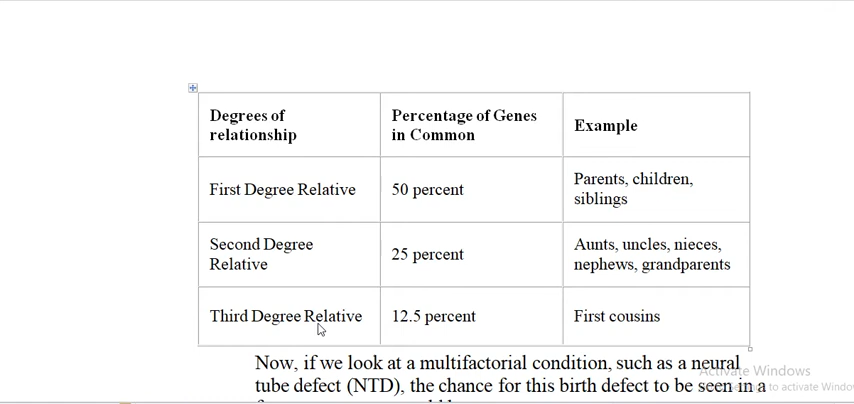 Degrees of
relationship
Percentage of Genes
in Common
Example
First Degree Relative
50 percent
Parents, children,
siblings
Second Degree
Relative
25 percent
Aunts, uncles, nieces,
nephews, grandparents
Third Degree Relative
12.5 percent
First cousins
Now, if we look at a multifactorial condition, such as a neural
tube defect (NTD), the chance for this birth defect to be seen in a
Activate Windows
to activate Windo